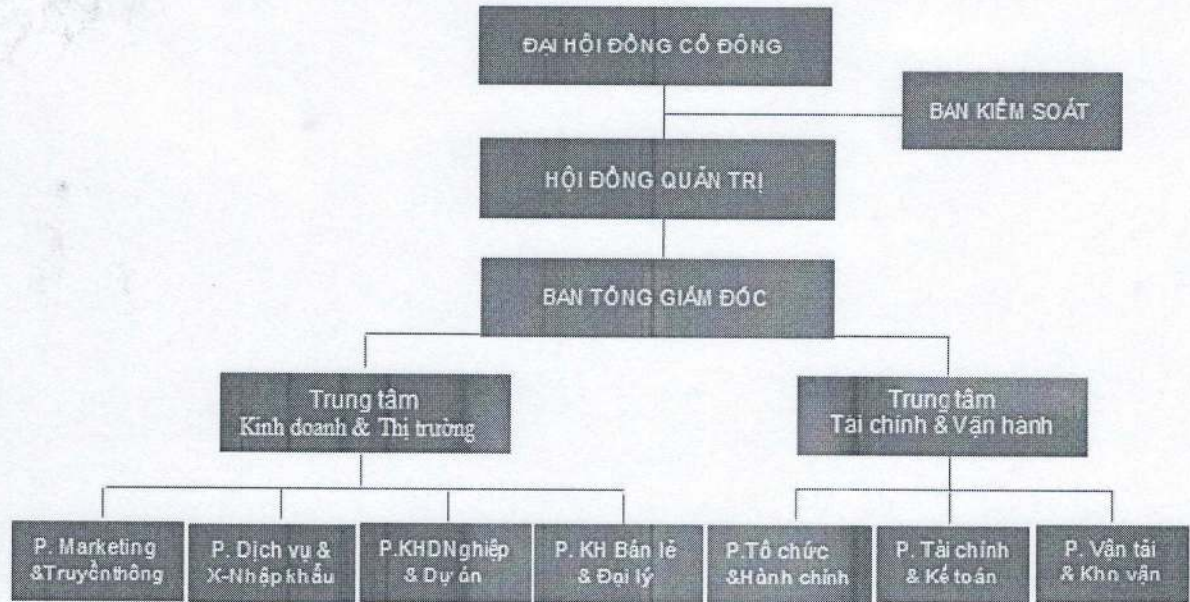 ĐẠI HỘI ĐỒNG CỔ ĐÔNG
BAN KIỂM SOÁT
HỘI ĐỒNG QUẢN TRỊ
BAN TỔNG GIÁM ĐỐC
Trung tâm
Kinh doanh & Thị trường
Trung tâm
Tài chính & Vận hành
P. Marketing
&Truyền thông
P. Dịch vụ &
X-Nhập khẩu
P.KHDNghiệp
& Dự án
P. KH Bán lẻ
& Đại lý
P.Tổ chức
&Hành chính
P. Tài chính
& Kế toán
P. Vận tải
& Kho vận